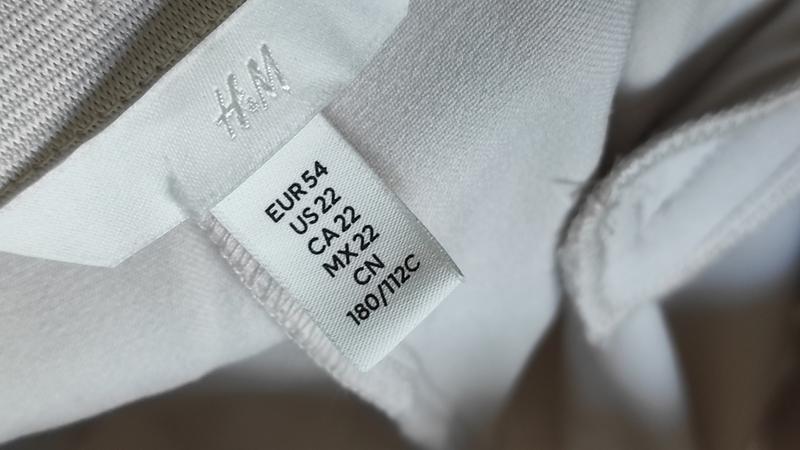 H&M
EUR 54
US 22
CA 22
MX 22
CN
180/112C